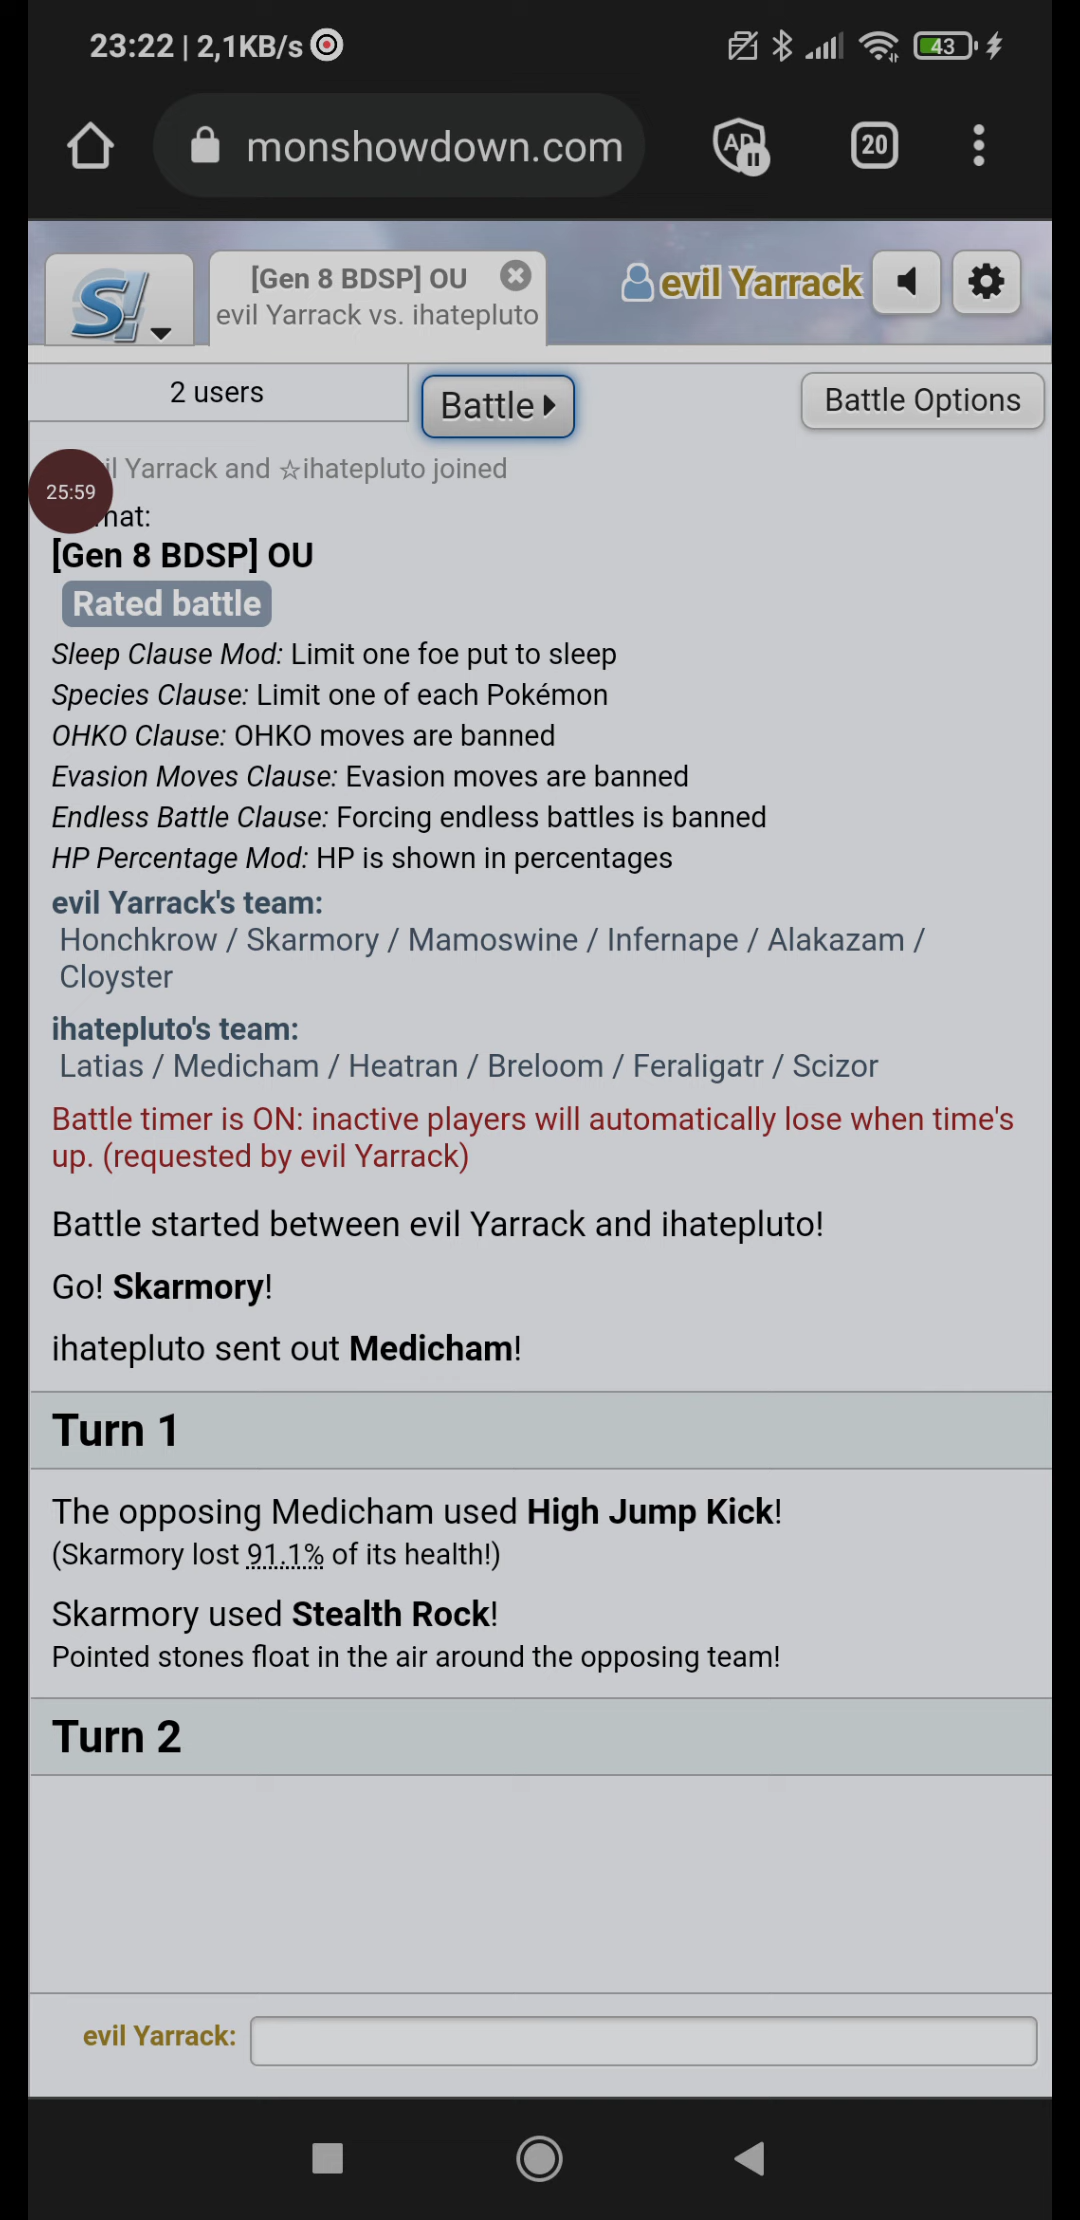 23:22 | 2,1KB/s
43
monshowdown.com
AD
20
S!
[Gen 8 BDSP] OU
evil Yarrack vs. ihatepluto
evil Yarrack
2 users
Battle
Battle Options
il Yarrack and ☆ihatepluto joined
25:59
mat:
[Gen 8 BDSP] OU
Rated battle
Sleep Clause Mod: Limit one foe put to sleep
Species Clause: Limit one of each Pokémon
OHKO Clause: OHKO moves are banned
Evasion Moves Clause: Evasion moves are banned
Endless Battle Clause: Forcing endless battles is banned
HP Percentage Mod: HP is shown in percentages
evil Yarrack's team:
Honchkrow / Skarmory / Mamoswine / Infernape / Alakazam /
Cloyster
ihatepluto's team:
Latias / Medicham / Heatran / Breloom / Feraligatr / Scizor
Battle timer is ON: inactive players will automatically lose when time's
up. (requested by evil Yarrack)
Battle started between evil Yarrack and ihatepluto!
Go! Skarmory!
ihatepluto sent out Medicham!
Turn 1
The opposing Medicham used High Jump Kick!
(Skarmory lost 91.1% of its health!)
Skarmory used Stealth Rock!
Pointed stones float in the air around the opposing team!
Turn 2
evil Yarrack: